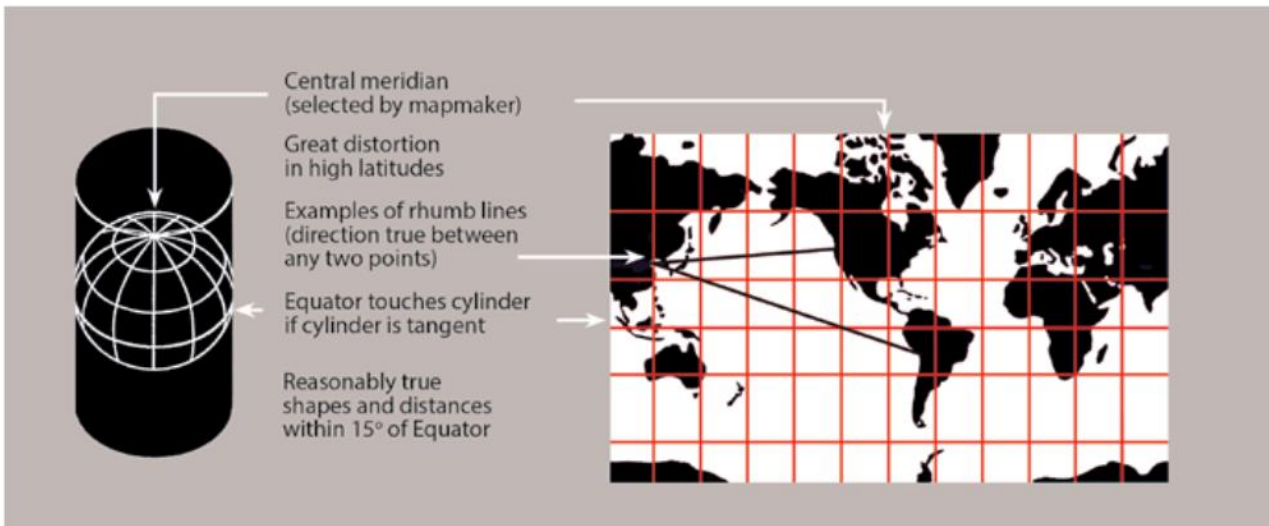 Central meridian
(selected by mapmaker)
Great distortion
in high latitudes
Examples of rhumb lines
(direction true between
any two points)
Equator touches cylinder
if cylinder is tangent
Reasonably true
shapes and distances
within 15º of Equator